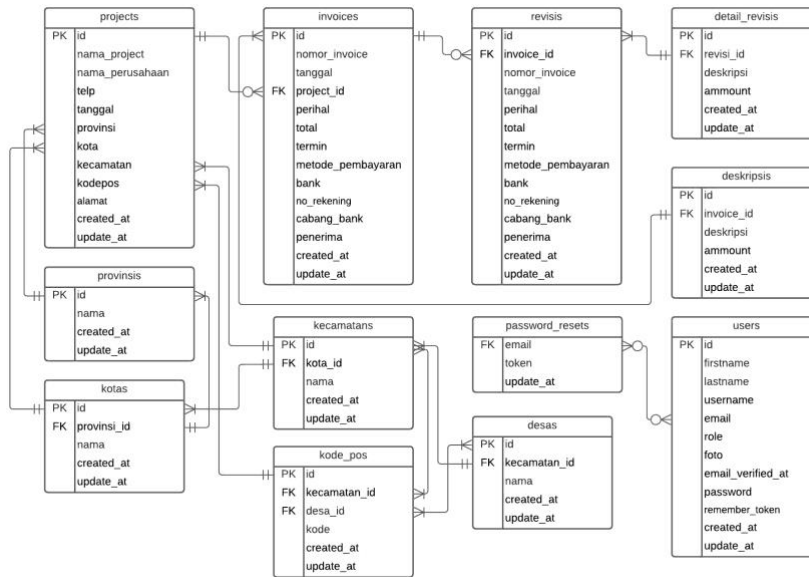 projects
PK id
nama_project
nama_perusahaan
telp
tanggal
provinsi
kota
kecamatan
kodepos
alamat
created_at
update_at
invoices
PK id
nomor_invoice
tanggal
FK project_id
perihal
total
termin
metode_pembayaran
bank
no_rekening
cabang_bank
penerima
created_at
update_at
revisis
PK id
FK invoice_id
nomor_invoice
tanggal
perihal
total
termin
metode_pembayaran
bank
no_rekening
cabang_bank
penerima
created_at
update_at
detail_revisis
PK id
FK revisi_id
deskripsi
ammount
created_at
update_at
deskripsis
PK id
FK invoice_id
deskripsi
ammount
created_at
update_at
provinsis
PK id
nama
created_at
update_at
kotas
PK id
FK provinsi_id
nama
created_at
update_at
kecamatans
PK id
FK kota_id
nama
created_at
update_at
kode_pos
PK id
FK kecamatan_id
FK desa_id
kode
created_at
update_at
password_resets
FK email
token
update_at
desas
PK id
FK kecamatan_id
nama
created_at
update_at
users
PK id
firstname
lastname
username
email
role
foto
email_verified_at
password
remember_token
created_at
update_at